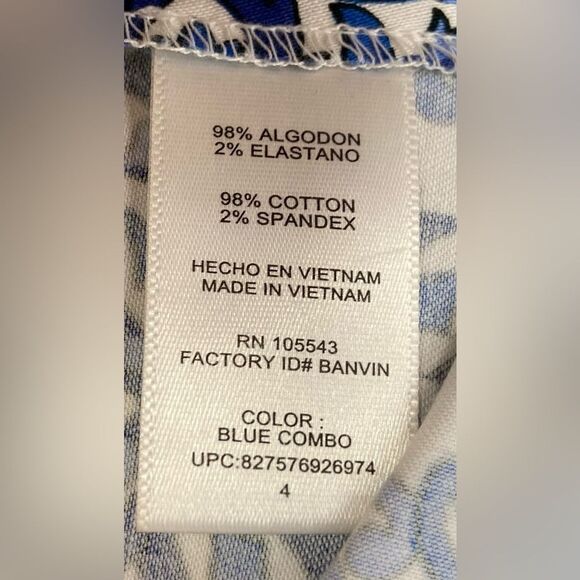 98% ALGODON
2% ELASTANO
98% COTTON
2% SPANDEX
HECHO EN VIETNAM
MADE IN VIETNAM
RN 105543
FACTORY ID# BANVIN
COLOR :
BLUE COMBO
UPC:827576926974
4